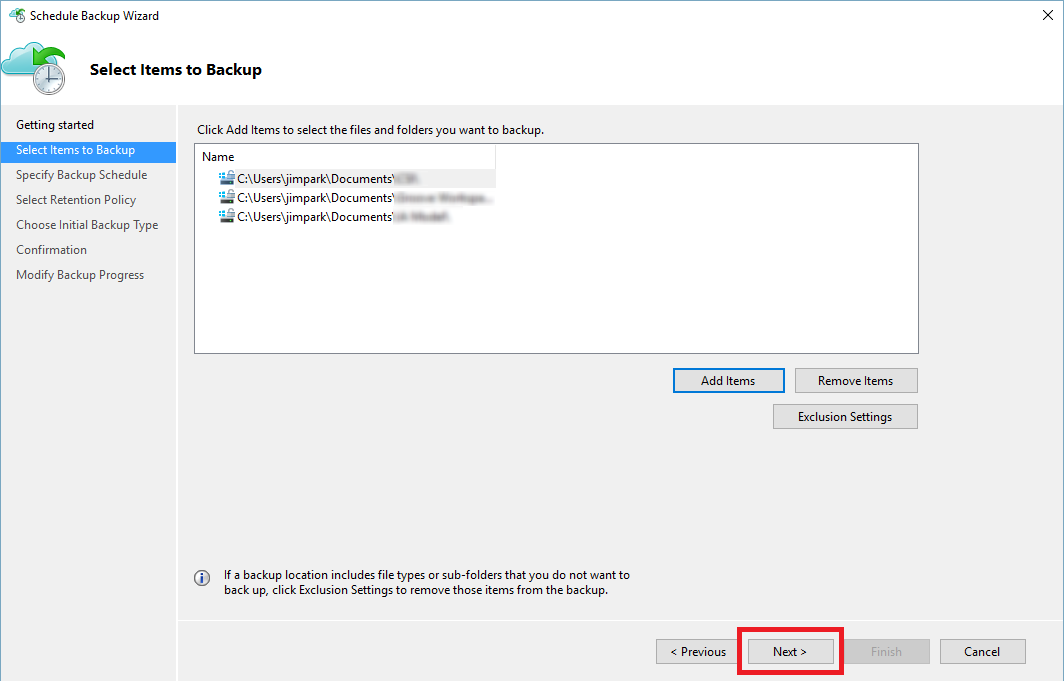 Schedule Backup Wizard
Select Items to Backup
Getting started
Select Items to Backup
Specify Backup Schedule
Select Retention Policy
Choose Initial Backup Type
Confirmation
Modify Backup Progress
Click Add Items to select the files and folders you want to backup.
Name
C:\Users\jimpark\Documents\
C:\Users\jimpark\Documents\
C:\Users\jimpark\Documents\
Add Items
Remove Items
Exclusion Settings
If a backup location includes file types or sub-folders that you do not want to
back up, click Exclusion Settings to remove those items from the backup.
< Previous
Next >
Finish
Cancel